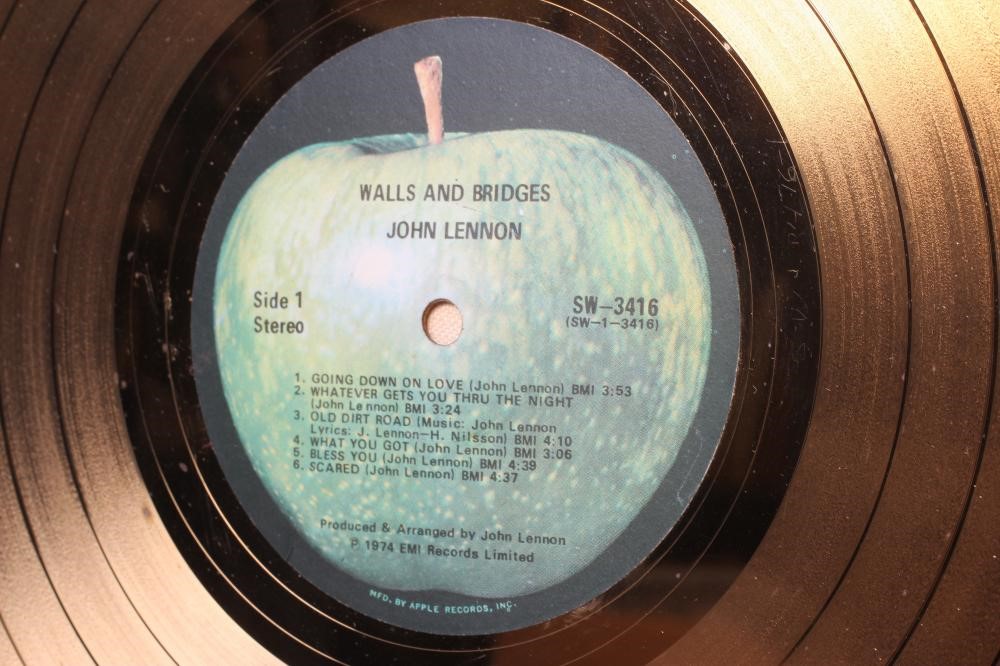 WALLS AND BRIDGES
JOHN LENNON
Side 1
Stereo
SW–3416
(SW–1–3416)
1. GOING DOWN ON LOVE (John Lennon) BMI 3:53
2. WHATEVER GETS YOU THRU THE NIGHT
(John Lennon) BMI 3:24
3. OLD DIRT ROAD (Music: John Lennon
Lyrics: J. Lennon–H. Nilsson) BMI 4:10
4. WHAT YOU GOT (John Lennon) BMI 3:06
5. BLESS YOU (John Lennon) BMI 4:39
6. SCARED (John Lennon) BMI 4:37
Produced & Arranged by John Lennon
℗ 1974 EMI Records Limited
MFD. BY APPLE RECORDS, INC.